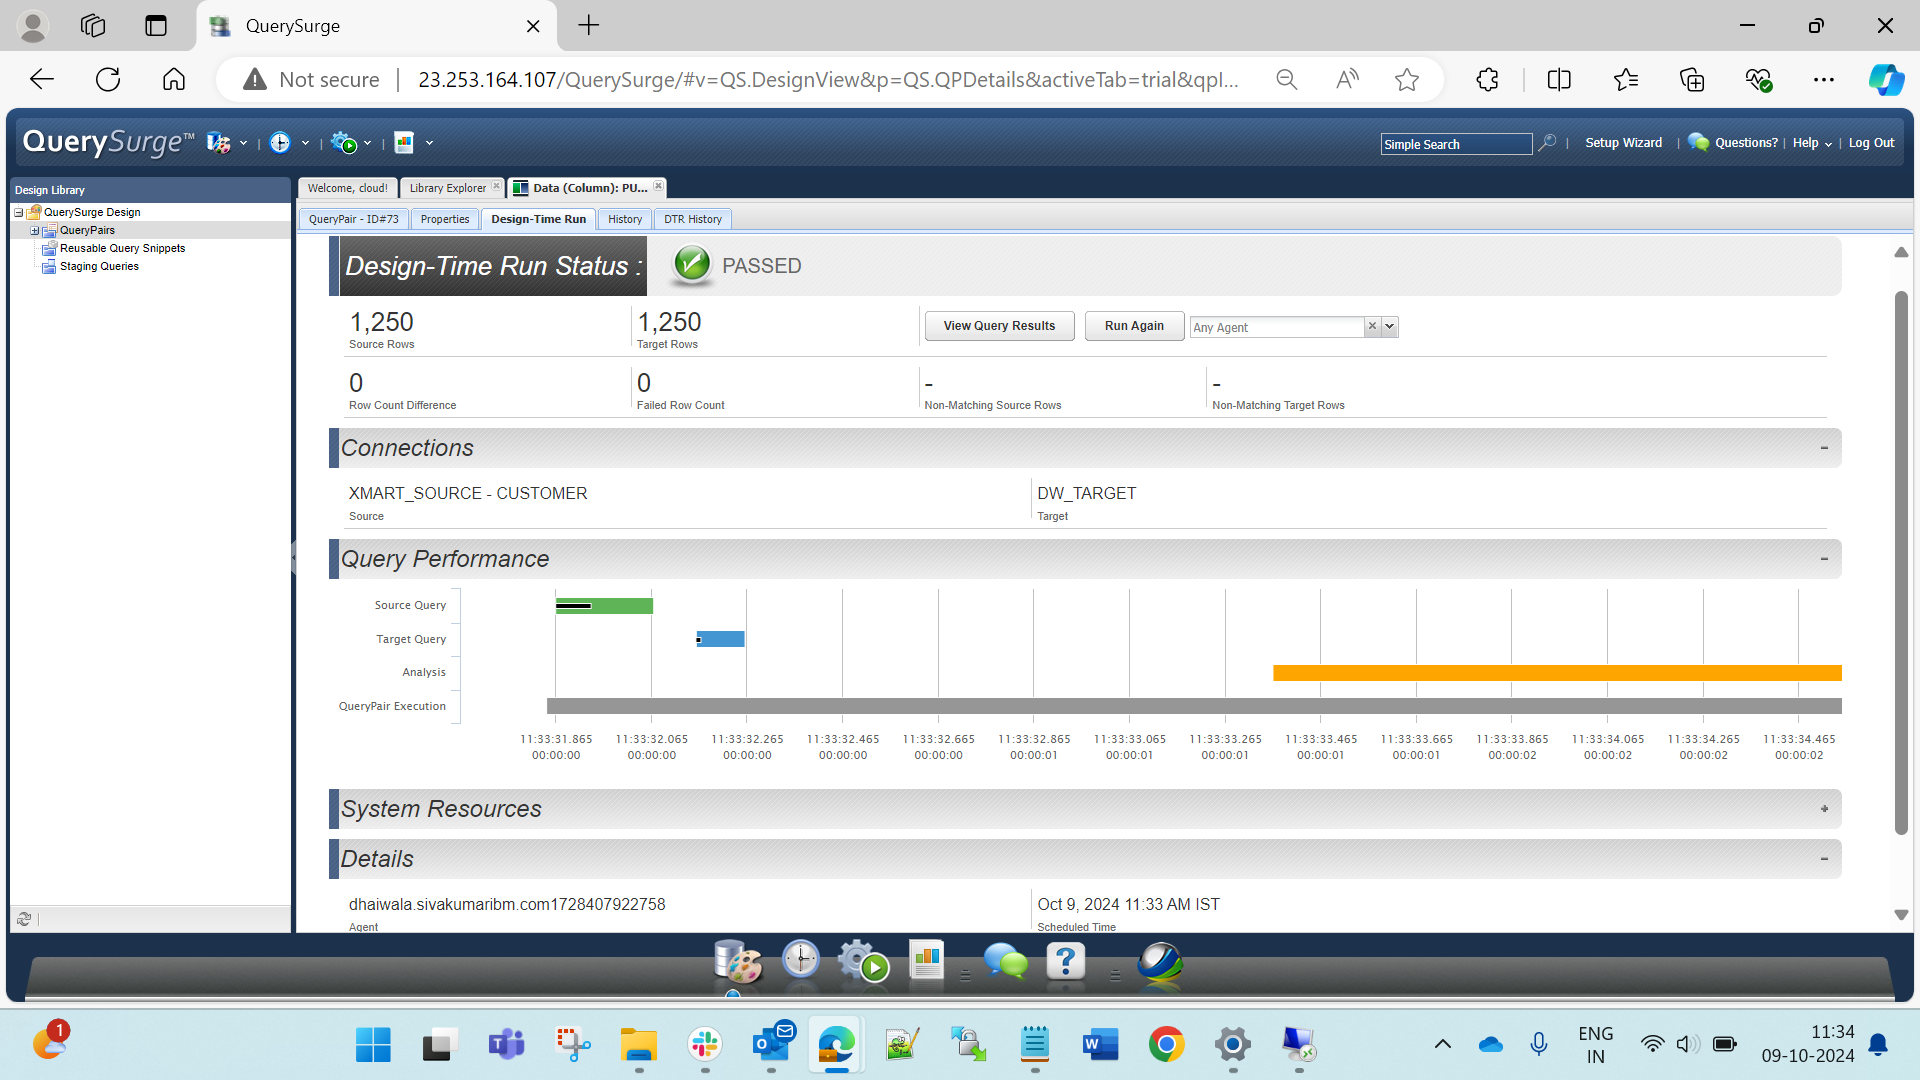 QuerySurge
Not secure
23.253.164.107/QuerySurge/#v=QS.DesignView&p=QS.QPDetails&activeTab=trial&qpI...
QuerySurge™
Simple Search
Setup Wizard
Questions?
Help
Log Out
Design Library
QuerySurge Design
QueryPairs
Reusable Query Snippets
Staging Queries
Welcome, cloud!
Library Explorer
Data (Column): PU...
QueryPair - ID#73
Properties
Design-Time Run
History
DTR History
Design-Time Run Status :
PASSED
1,250
Source Rows
1,250
Target Rows
View Query Results
Run Again
Any Agent
0
Row Count Difference
0
Failed Row Count
-
Non-Matching Source Rows
-
Non-Matching Target Rows
Connections
XMART_SOURCE - CUSTOMER
Source
DW_TARGET
Target
Query Performance
Source Query
Target Query
Analysis
QueryPair Execution
11:33:31.865 11:33:32.065 11:33:32.265 11:33:32.465 11:33:32.665 11:33:32.865 11:33:33.065 11:33:33.265 11:33:33.465 11:33:33.665 11:33:33.865 11:33:34.065 11:33:34.265 11:33:34.465
00:00:00 00:00:00 00:00:00 00:00:00 00:00:00 00:00:01 00:00:01 00:00:01 00:00:01 00:00:01 00:00:02 00:00:02 00:00:02 00:00:02
System Resources
Details
dhaiwala.sivakumaribm.com1728407922758
Agent
Oct 9, 2024 11:33 AM IST
Scheduled Time
1
ENG
IN
11:34
09-10-2024